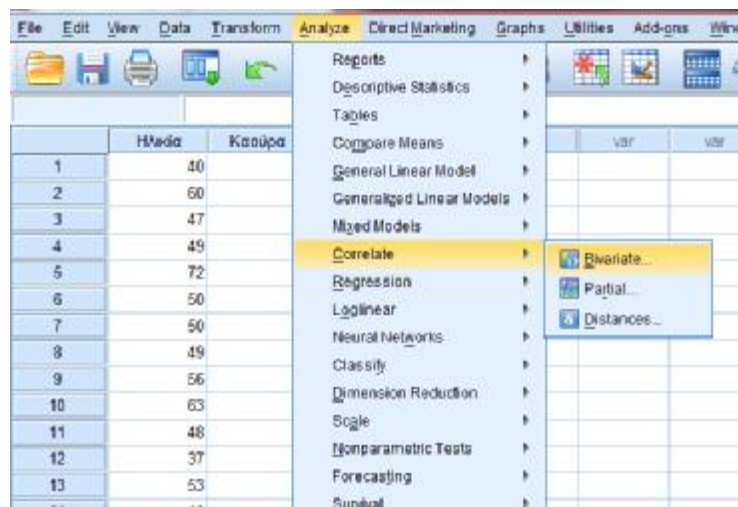 File Edit View Data Transform Analyze Direct Marketing Graphs Utilities Add-ons
Reports
Descriptive Statistics
Tables
Ηλικία Καούρα Compare Means var var
1 40 General Linear Model
2 60 Generalized Linear Models
3 47 Mixed Models
4 49 Correlate Bivariate...
5 72 Regression Partial...
6 50 Loglinear Distances...
7 50 Neural Networks
8 49 Classify
9 56 Dimension Reduction
10 63 Scale
11 48 Nonparametric Tests
12 37 Forecasting
13 53 Survival